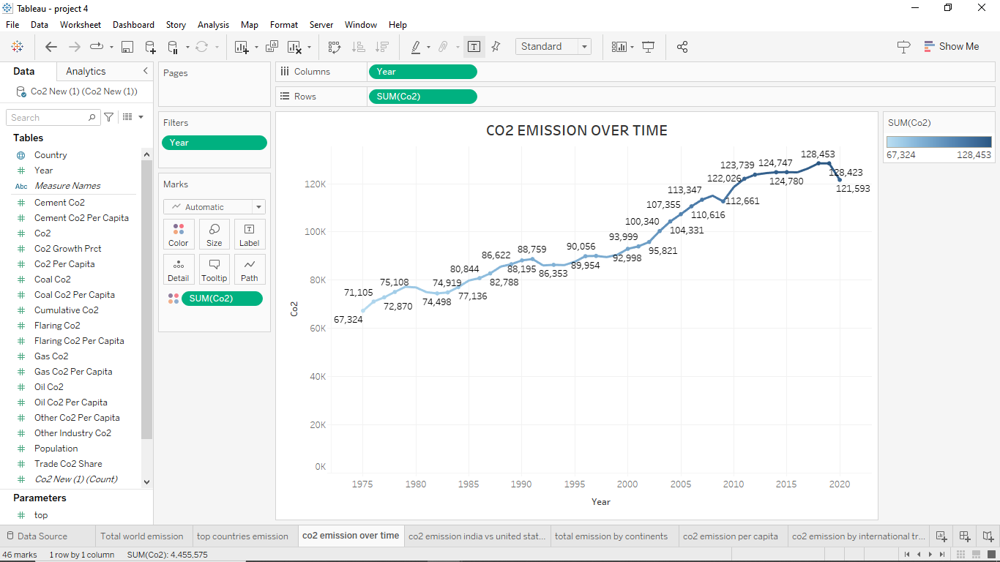 Tableau - project 4
File Data Worksheet Dashboard Story Analysis Map Format Server Window Help
Standard
Show Me
Data Analytics
Co2 New (1) (Co2 New (1))
Search
Tables
Country
Year
Abc Measure Names
Cement Co2
Cement Co2 Per Capita
Co2
Co2 Growth Prct
Co2 Per Capita
Coal Co2
Coal Co2 Per Capita
Cumulative Co2
Flaring Co2
Flaring Co2 Per Capita
Gas Co2
Gas Co2 Per Capita
Oil Co2
Oil Co2 Per Capita
Other Co2 Per Capita
Other Industry Co2
Population
Trade Co2 Share
Co2 New (1) (Count)
Parameters
top
Pages
Filters
Year
Marks
Automatic
Color Size Label
Detail Tooltip Path
SUM(Co2)
Columns Year
Rows SUM(Co2)
CO2 EMISSION OVER TIME
Co2
120K
100K
80K
60K
40K
20K
0K
67,324
71,105
72,870
75,108
74,498
74,919
77,136
80,844
82,788
86,622
88,195
88,759
86,353
89,954
90,056
92,998
93,999
95,821
100,340
104,331
107,355
110,616
113,347
112,661
122,026
123,739
124,747
124,780
128,453
128,423
121,593
1975 1980 1985 1990 1995 2000 2005 2010 2015 2020
Year
SUM(Co2)
67,324 128,453
Data Source Total world emission top countries emission co2 emission over time co2 emission india vs united stat... total emission by continents co2 emission per capita co2 emission by international tr...
46 marks 1 row by 1 column SUM(Co2): 4,455,575